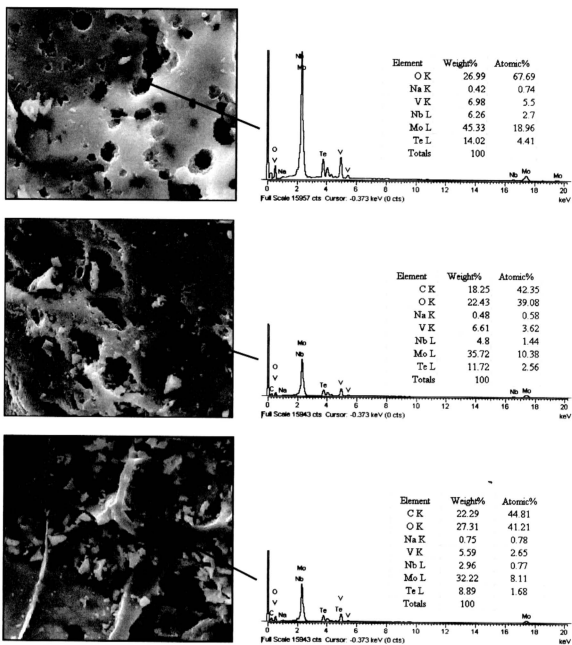 Element Weight% Atomic%
O K 26.99 67.69
Na K 0.42 0.74
V K 6.98 5.5
Nb L 6.26 2.7
Mo L 45.33 18.96
Te L 14.02 4.41
Totals 100
Nb
Mo
O
V
Na
Te
V
V
Nb
Mo
Mo
0 2 4 6 8 10 12 14 16 18 20
Full Scale 15957 cts Cursor: -0.373 keV (0 cts)
keV
Element Weight% Atomic%
C K 18.25 42.35
O K 22.43 39.08
Na K 0.48 0.58
V K 6.61 3.62
Nb L 4.8 1.44
Mo L 35.72 10.38
Te L 11.72 2.56
Totals 100
Mo
Nb
O
V
C
Na
Te
V
V
Nb
Mo
0 2 4 6 8 10 12 14 16 18 20
Full Scale 15943 cts Cursor: -0.373 keV (0 cts)
keV
Element Weight% Atomic%
C K 22.29 44.81
O K 27.31 41.21
Na K 0.75 0.78
V K 5.59 2.65
Nb L 2.96 0.77
Mo L 32.22 8.11
Te L 8.89 1.68
Totals 100
Mo
Nb
O
V
C
Na
Te
V
Te
V
Mo
0 2 4 6 8 10 12 14 16 18 20
Full Scale 15943 cts Cursor: -0.373 keV (0 cts)
keV